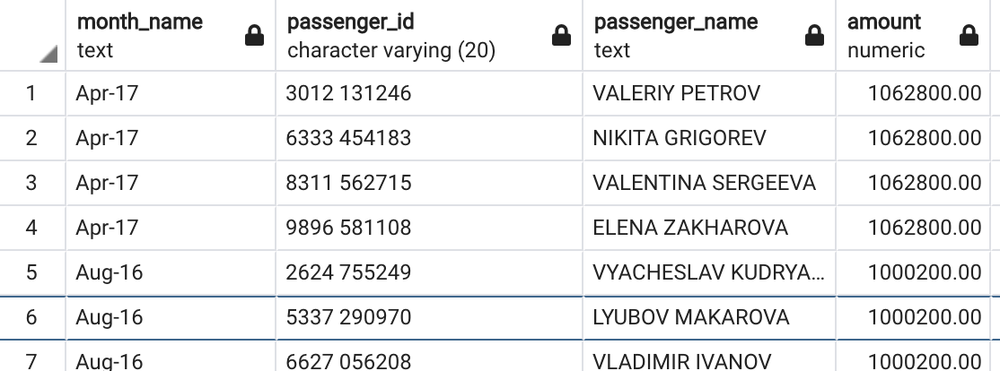 month_name passenger_id passenger_name amount
text character varying (20) text numeric
1 Apr-17 3012 131246 VALERIY PETROV 1062800.00
2 Apr-17 6333 454183 NIKITA GRIGOREV 1062800.00
3 Apr-17 8311 562715 VALENTINA SERGEEVA 1062800.00
4 Apr-17 9896 581108 ELENA ZAKHAROVA 1062800.00
5 Aug-16 2624 755249 VYACHESLAV KUDRYA… 1000200.00
6 Aug-16 5337 290970 LYUBOV MAKAROVA 1000200.00
7 Aug-16 6627 056208 VLADIMIR IVANOV 1000200.00